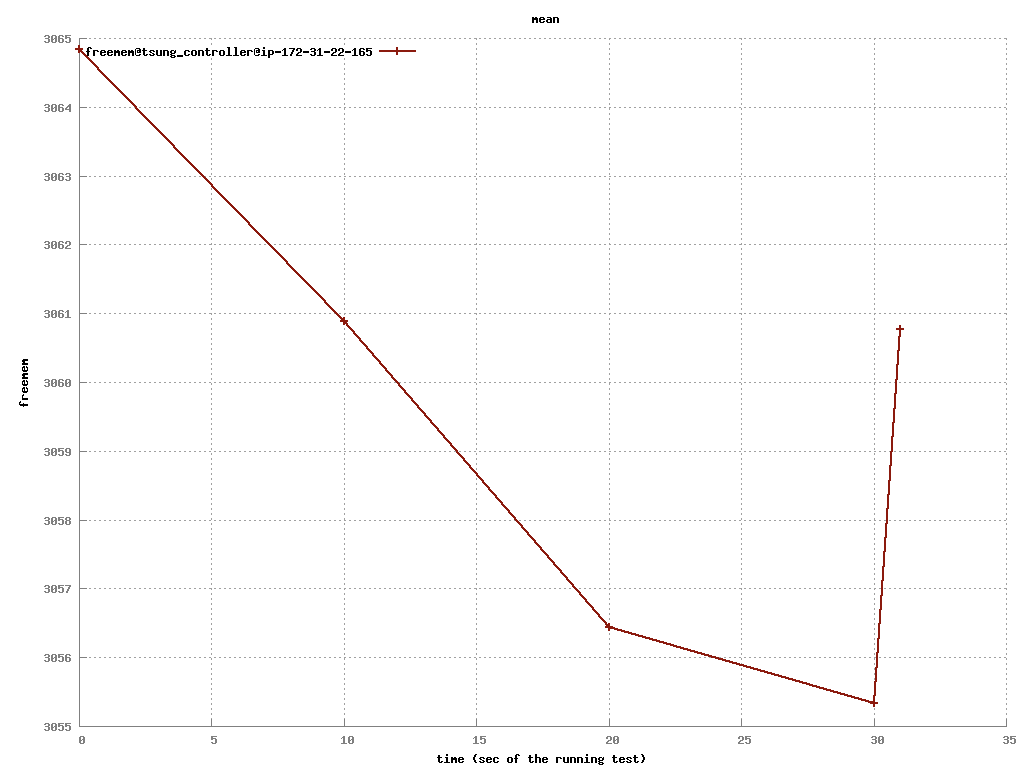 mean
freemem@tsung_controller@ip-172-31-22-165
3065
3064
3063
3062
3061
3060
3059
3058
3057
3056
3055
freemem
0 5 10 15 20 25 30 35
time (sec of the running test)